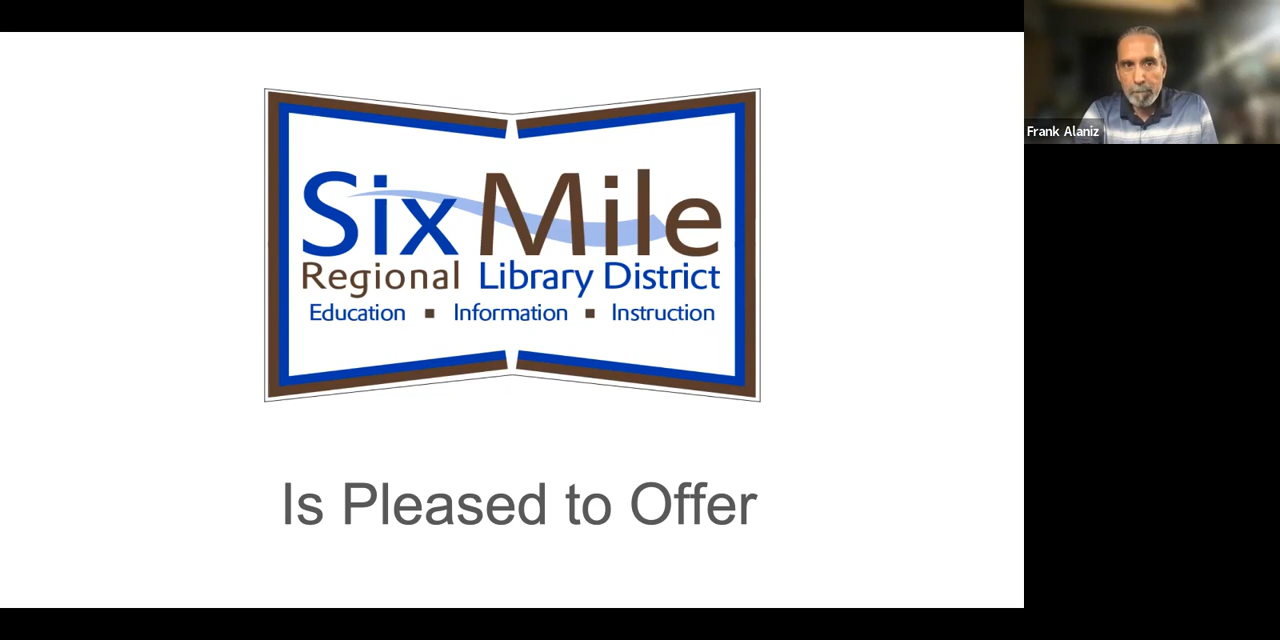 Six Mile
Regional Library District
Education ▪ Information ▪ Instruction
Is Pleased to Offer
Frank Alaniz